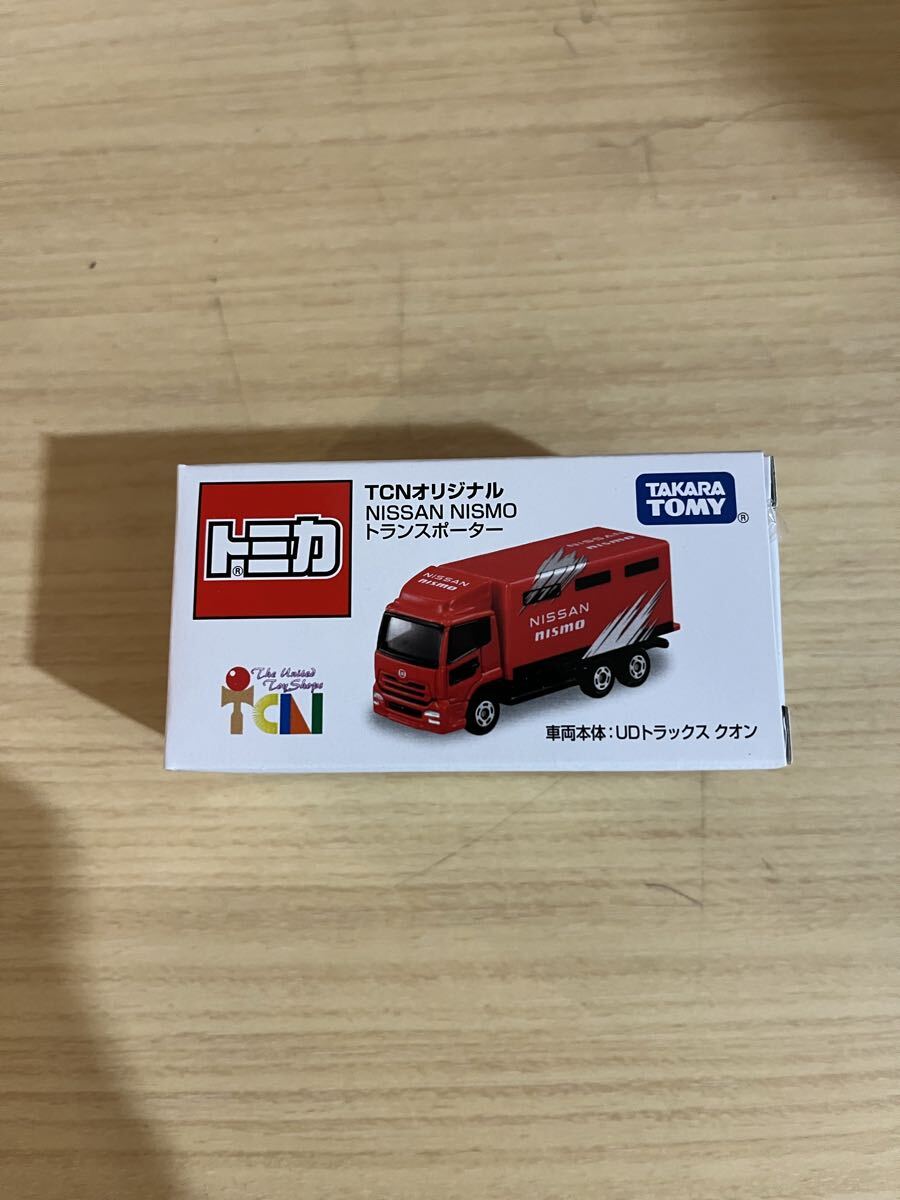 トミカ®
TCNオリジナル
NISSAN NISMO
トランスポーター
TAKARA
TOMY®
NISSAN
nismo
NISSAN
nismo
NISSAN
nismo
The United
Toy Shops
TCN
車両本体：UDトラックス クオン